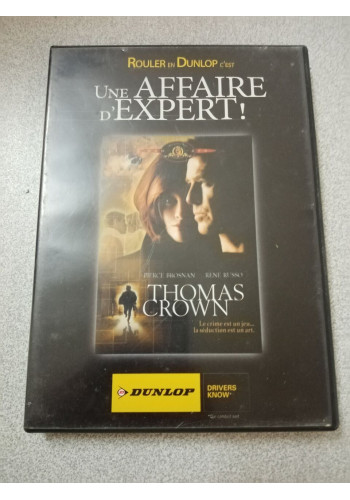 ROULER EN DUNLOP C'EST
UNE AFFAIRE
D'EXPERT!
PIERCE BROSNAN RENE RUSSO
THOMAS
CROWN
Le crime est un jeu...
la séduction est un art.
DUNLOP
DRIVERS
KNOW